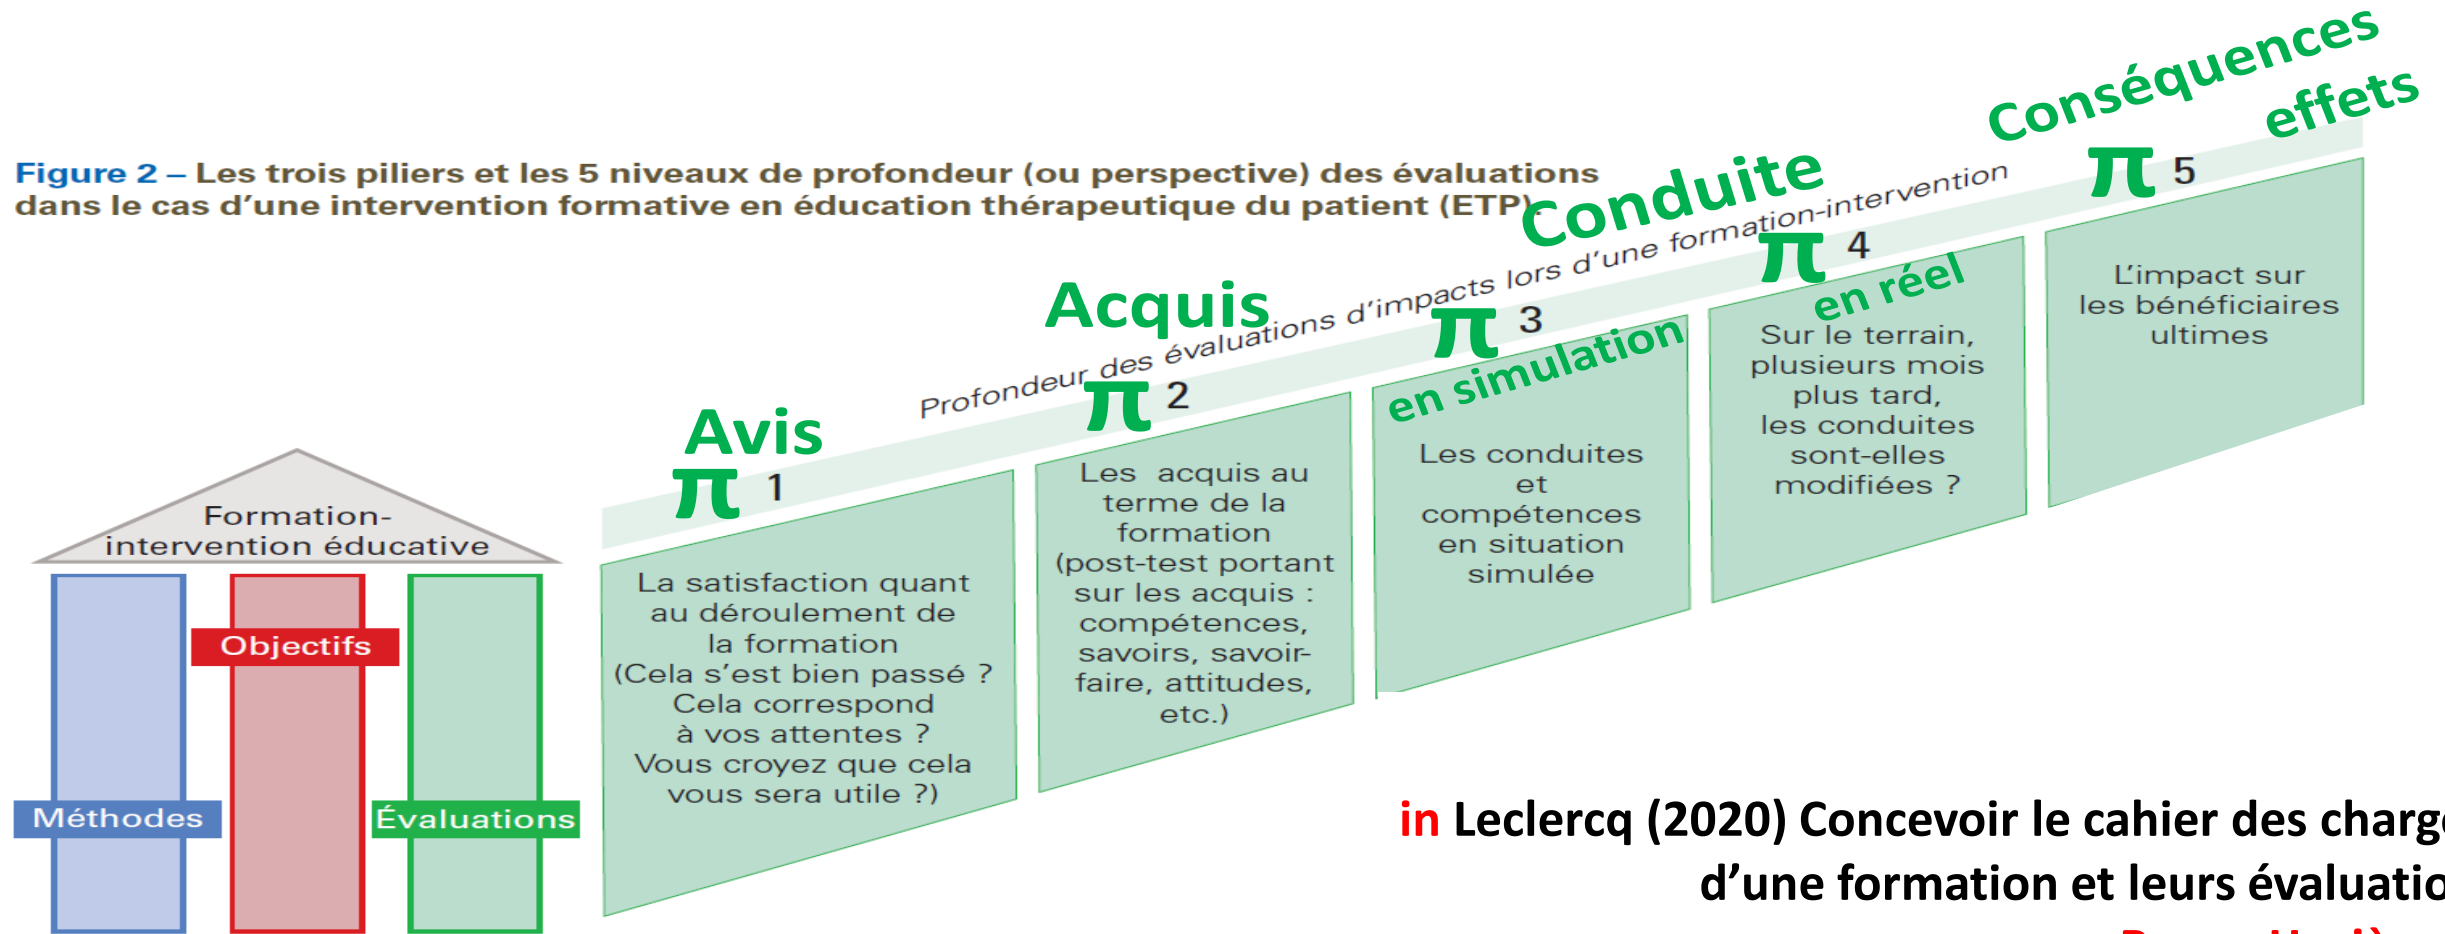 Figure 2 – Les trois piliers et les 5 niveaux de profondeur (ou perspective) des évaluations
dans le cas d’une intervention formative en éducation thérapeutique du patient (ETP).
Profondeur des évaluations d’impacts lors d’une formation-intervention
Formation-
intervention éducative
Méthodes
Objectifs
Évaluations
Avis
π 1
La satisfaction quant
au déroulement de
la formation
(Cela s’est bien passé ?
Cela correspond
à vos attentes ?
Vous croyez que cela
vous sera utile ?)
Acquis
π 2
Les acquis au
terme de la
formation
(post-test portant
sur les acquis :
compétences,
savoirs, savoir-
faire, attitudes,
etc.)
Conduite
π 3
en simulation
Les conduites
et
compétences
en situation
simulée
π 4
en réel
Sur le terrain,
plusieurs mois
plus tard,
les conduites
sont-elles
modifiées ?
Conséquences
effets
π 5
L’impact sur
les bénéficiaires
ultimes
in Leclercq (2020) Concevoir le cahier des charg
d’une formation et leurs évaluatio